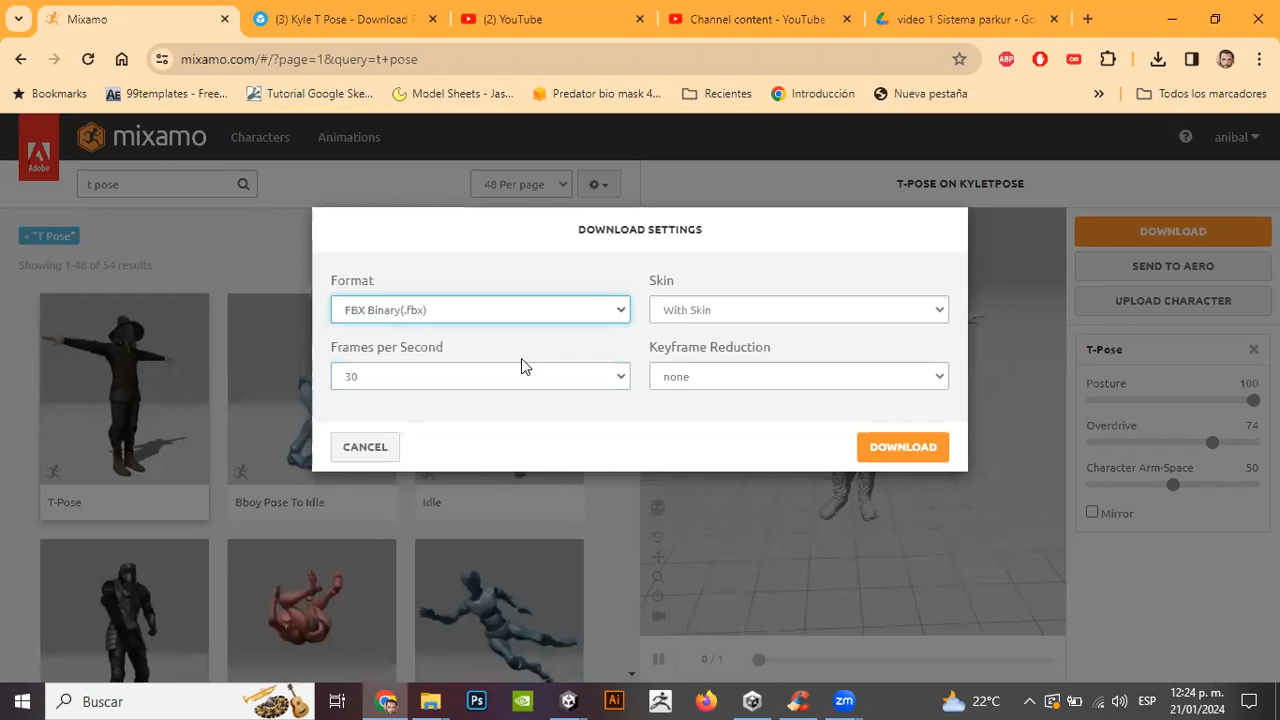 Mixamo
(3) Kyle T Pose - Download F
(2) YouTube
Channel content - YouTube
video 1 Sistema parkur - Go
mixamo.com/#/?page=1&query=t+pose
ABP
Bookmarks
99templates - Free...
Tutorial Google Ske...
Model Sheets - Jas...
Predator bio mask 4...
Recientes
Introducción
Nueva pestaña
Todos los marcadores
Adobe
mixamo
Characters
Animations
anibal
t pose
48 Per page
T-POSE ON KYLETPOSE
= "T Pose"
Showing 1-48 of 54 results
DOWNLOAD
SEND TO AERO
UPLOAD CHARACTER
DOWNLOAD SETTINGS
Format
Skin
FBX Binary(.fbx)
With Skin
Frames per Second
Keyframe Reduction
30
none
CANCEL
DOWNLOAD
T-Pose
Posture 100
Overdrive 74
Character Arm-Space 50
Mirror
T-Pose
Bboy Pose To Idle
Idle
0 / 1
Buscar
Ps
Ai
zm
22°C
ESP
12:24 p. m.
21/01/2024